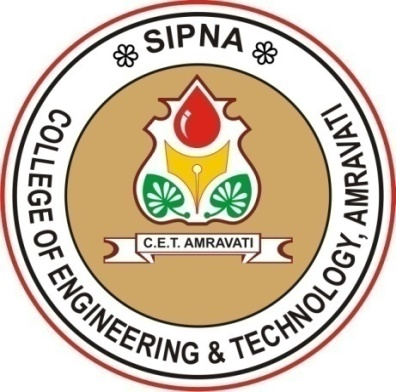 SIPNA
COLLEGE OF ENGINEERING & TECHNOLOGY, AMRAVATI
C.E.T. AMRAVATI